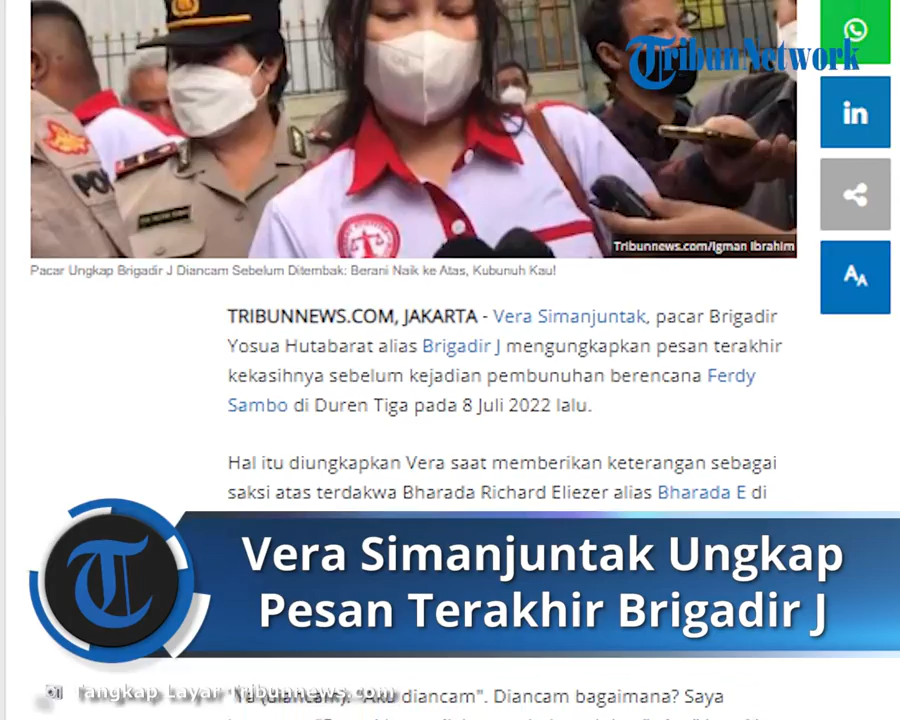 TribunNetwork
POL
Tribunnews.com/Igman Ibrahim
Pacar Ungkap Brigadir J Diancam Sebelum Ditembak: Berani Naik ke Atas, Kubunuh Kau!
TRIBUNNEWS.COM, JAKARTA - Vera Simanjuntak, pacar Brigadir
Yosua Hutabarat alias Brigadir J mengungkapkan pesan terakhir
kekasihnya sebelum kejadian pembunuhan berencana Ferdy
Sambo di Duren Tiga pada 8 Juli 2022 lalu.
Hal itu diungkapkan Vera saat memberikan keterangan sebagai
saksi atas terdakwa Bharada Richard Eliezer alias Bharada E di
Vera Simanjuntak Ungkap
Pesan Terakhir Brigadir J
Tangkap Layar Tribunnews.com
diancam". Diancam bagaimana? Saya